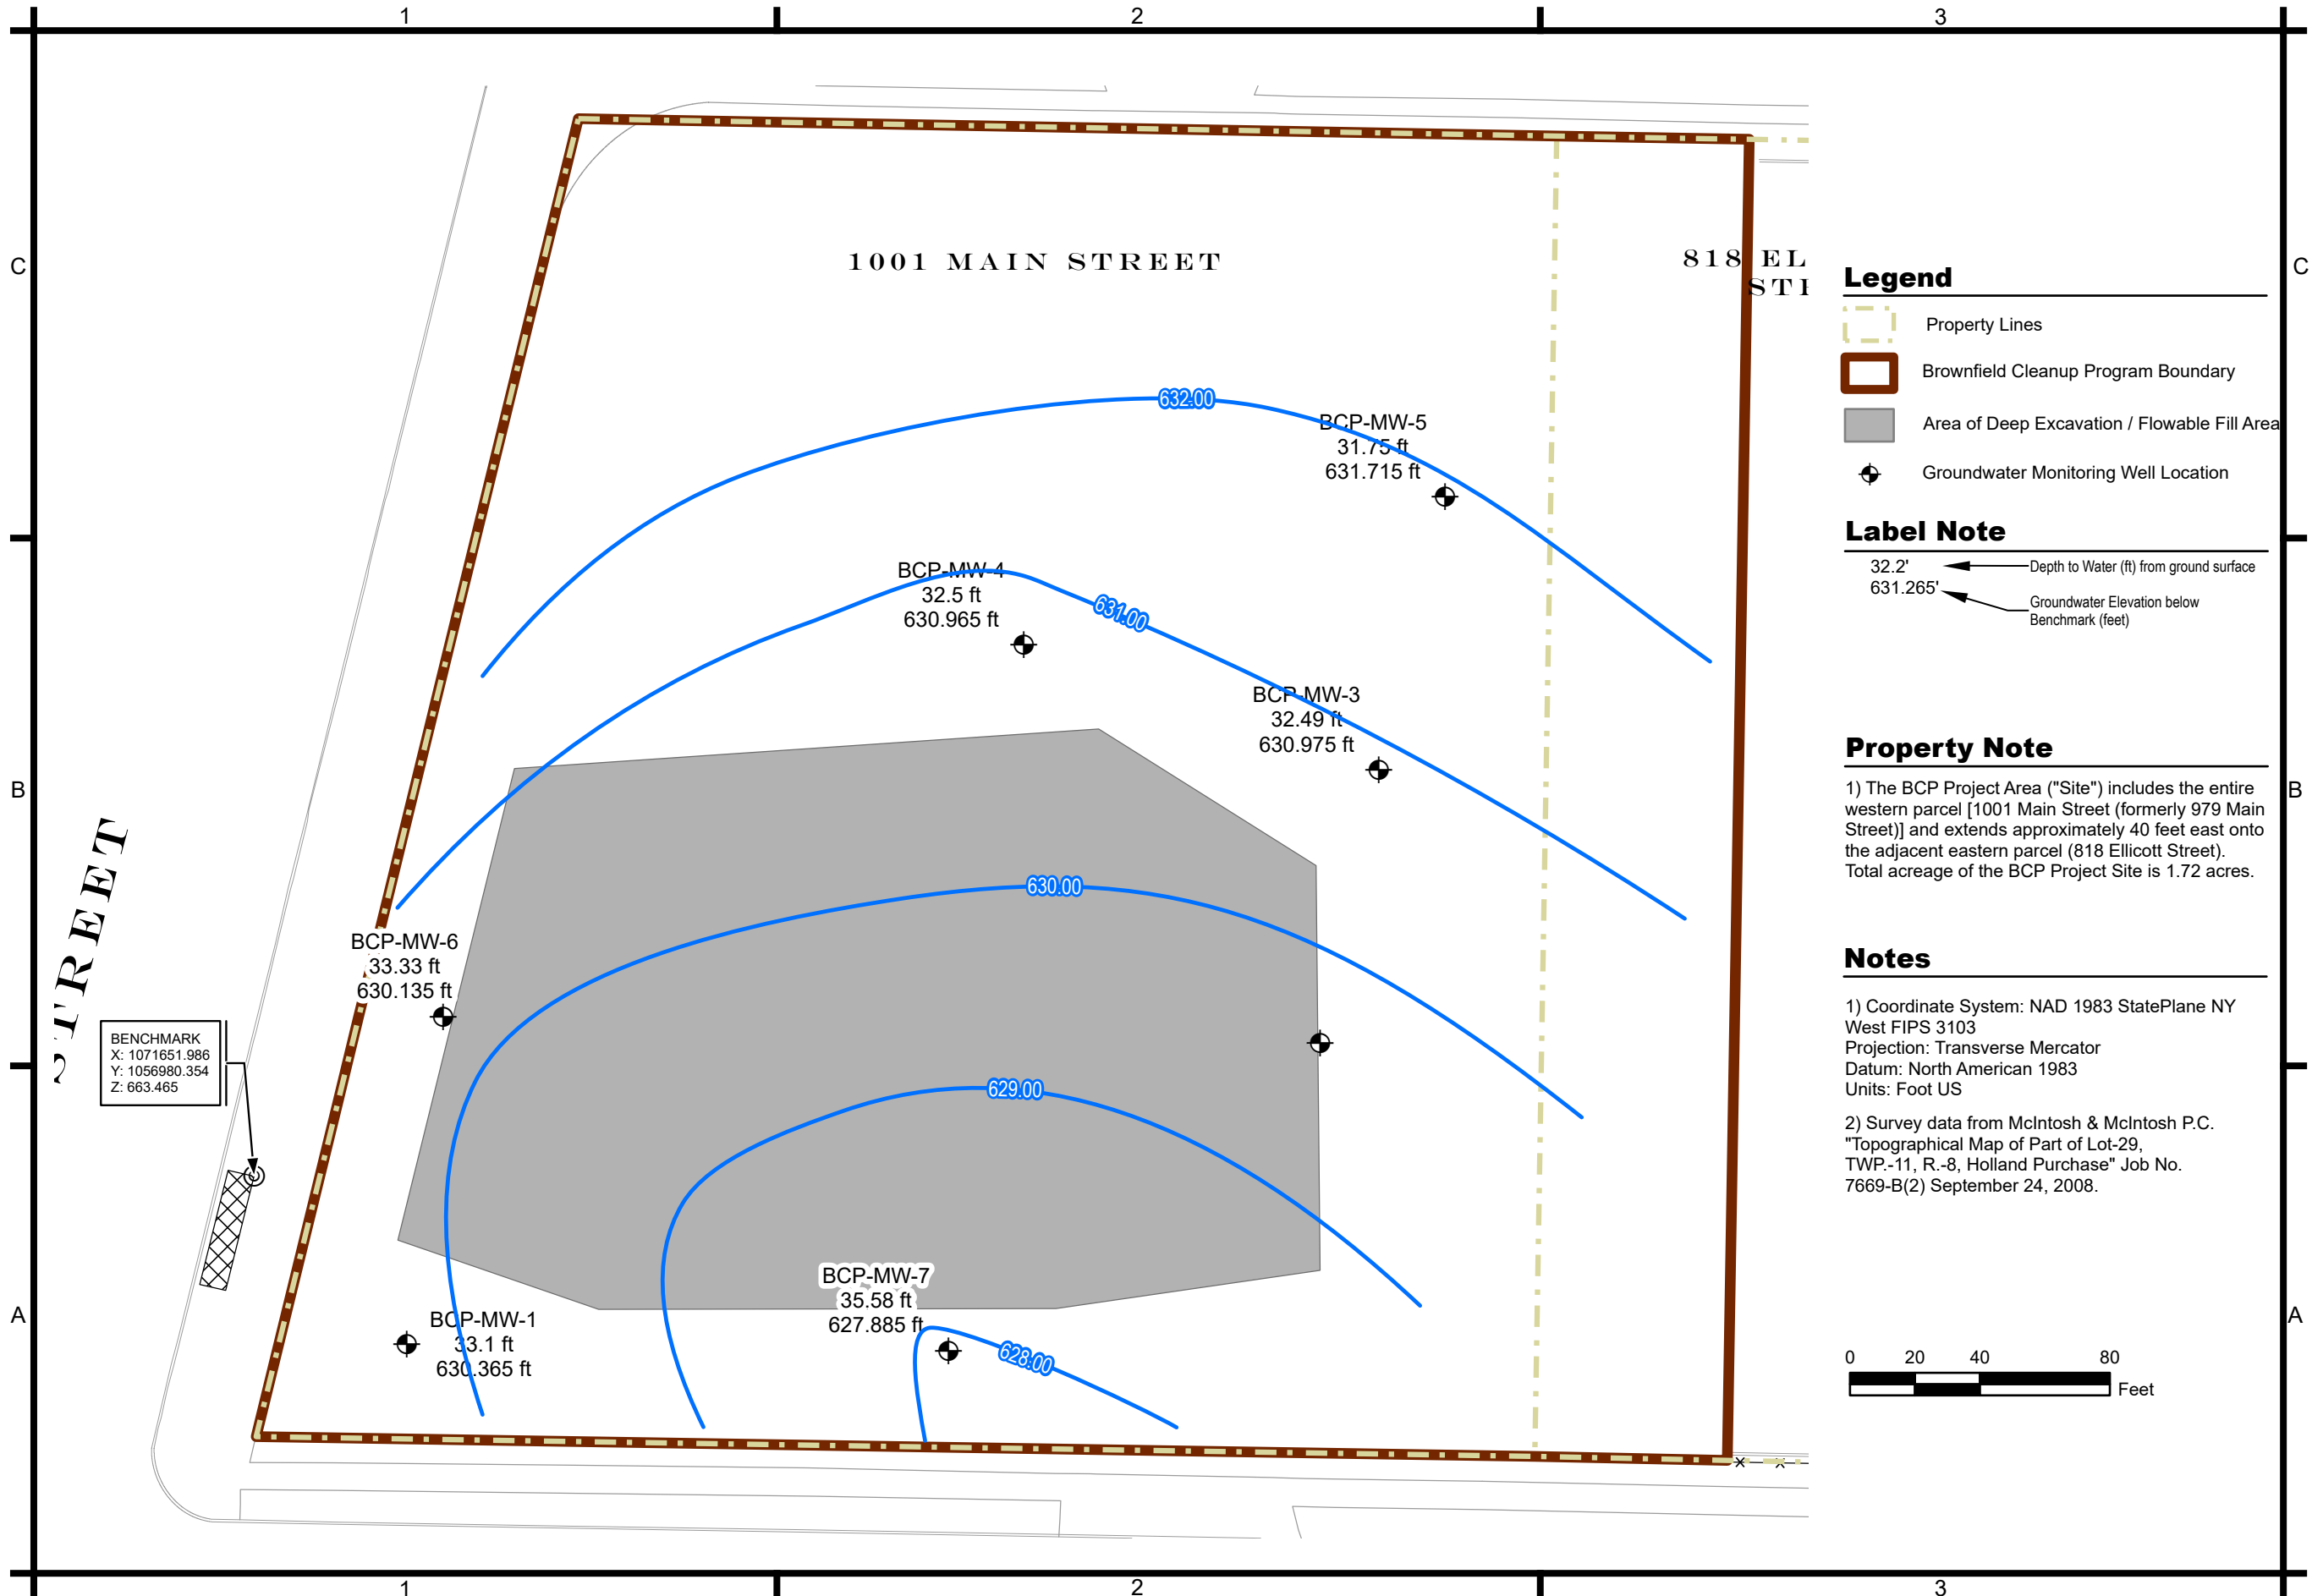 1 2 3
C C
B B
A A
1 2 3
1001 MAIN STREET
818 EL
ST
STREET
632.00
BCP-MW-5
31.75 ft
631.715 ft
BCP-MW-4
32.5 ft
630.965 ft
631.00
BCP-MW-3
32.49 ft
630.975 ft
630.00
BCP-MW-6
33.33 ft
630.135 ft
BENCHMARK
X: 1071651.986
Y: 1056980.354
Z: 663.465
629.00
BCP-MW-7
35.58 ft
627.885 ft
628.00
BCP-MW-1
33.1 ft
630.365 ft
Legend
Property Lines
Brownfield Cleanup Program Boundary
Area of Deep Excavation / Flowable Fill Area
Groundwater Monitoring Well Location
Label Note
32.2' Depth to Water (ft) from ground surface
631.265'
Groundwater Elevation below
Benchmark (feet)
Property Note
1) The BCP Project Area ("Site") includes the entire
western parcel [1001 Main Street (formerly 979 Main
Street)] and extends approximately 40 feet east onto
the adjacent eastern parcel (818 Ellicott Street).
Total acreage of the BCP Project Site is 1.72 acres.
Notes
1) Coordinate System: NAD 1983 StatePlane NY
West FIPS 3103
Projection: Transverse Mercator
Datum: North American 1983
Units: Foot US
2) Survey data from McIntosh & McIntosh P.C.
"Topographical Map of Part of Lot-29,
TWP.-11, R.-8, Holland Purchase" Job No.
7669-B(2) September 24, 2008.
0 20 40 80
Feet